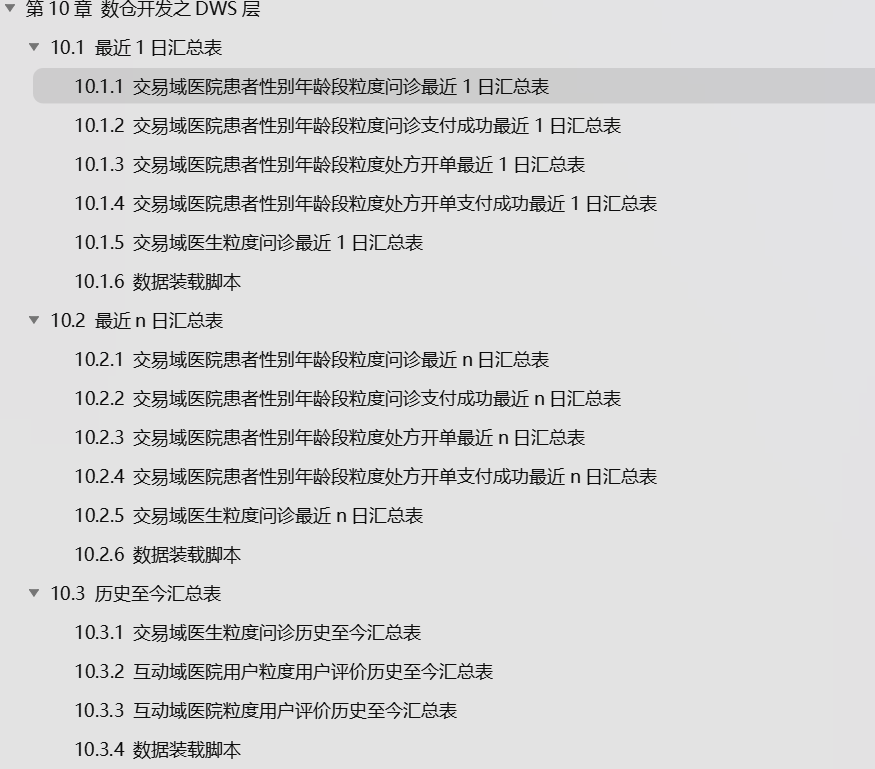 第 10 章 数仓开发之 DWS 层
10.1 最近 1 日汇总表
10.1.1 交易域医院患者性别年龄段粒度问诊最近 1 日汇总表
10.1.2 交易域医院患者性别年龄段粒度问诊支付成功最近 1 日汇总表
10.1.3 交易域医院患者性别年龄段粒度处方开单最近 1 日汇总表
10.1.4 交易域医院患者性别年龄段粒度处方开单支付成功最近 1 日汇总表
10.1.5 交易域医生粒度问诊最近 1 日汇总表
10.1.6 数据装载脚本
10.2 最近 n 日汇总表
10.2.1 交易域医院患者性别年龄段粒度问诊最近 n 日汇总表
10.2.2 交易域医院患者性别年龄段粒度问诊支付成功最近 n 日汇总表
10.2.3 交易域医院患者性别年龄段粒度处方开单最近 n 日汇总表
10.2.4 交易域医院患者性别年龄段粒度处方开单支付成功最近 n 日汇总表
10.2.5 交易域医生粒度问诊最近 n 日汇总表
10.2.6 数据装载脚本
10.3 历史至今汇总表
10.3.1 交易域医生粒度问诊历史至今汇总表
10.3.2 互动域医院用户粒度用户评价历史至今汇总表
10.3.3 互动域医院粒度用户评价历史至今汇总表
10.3.4 数据装载脚本